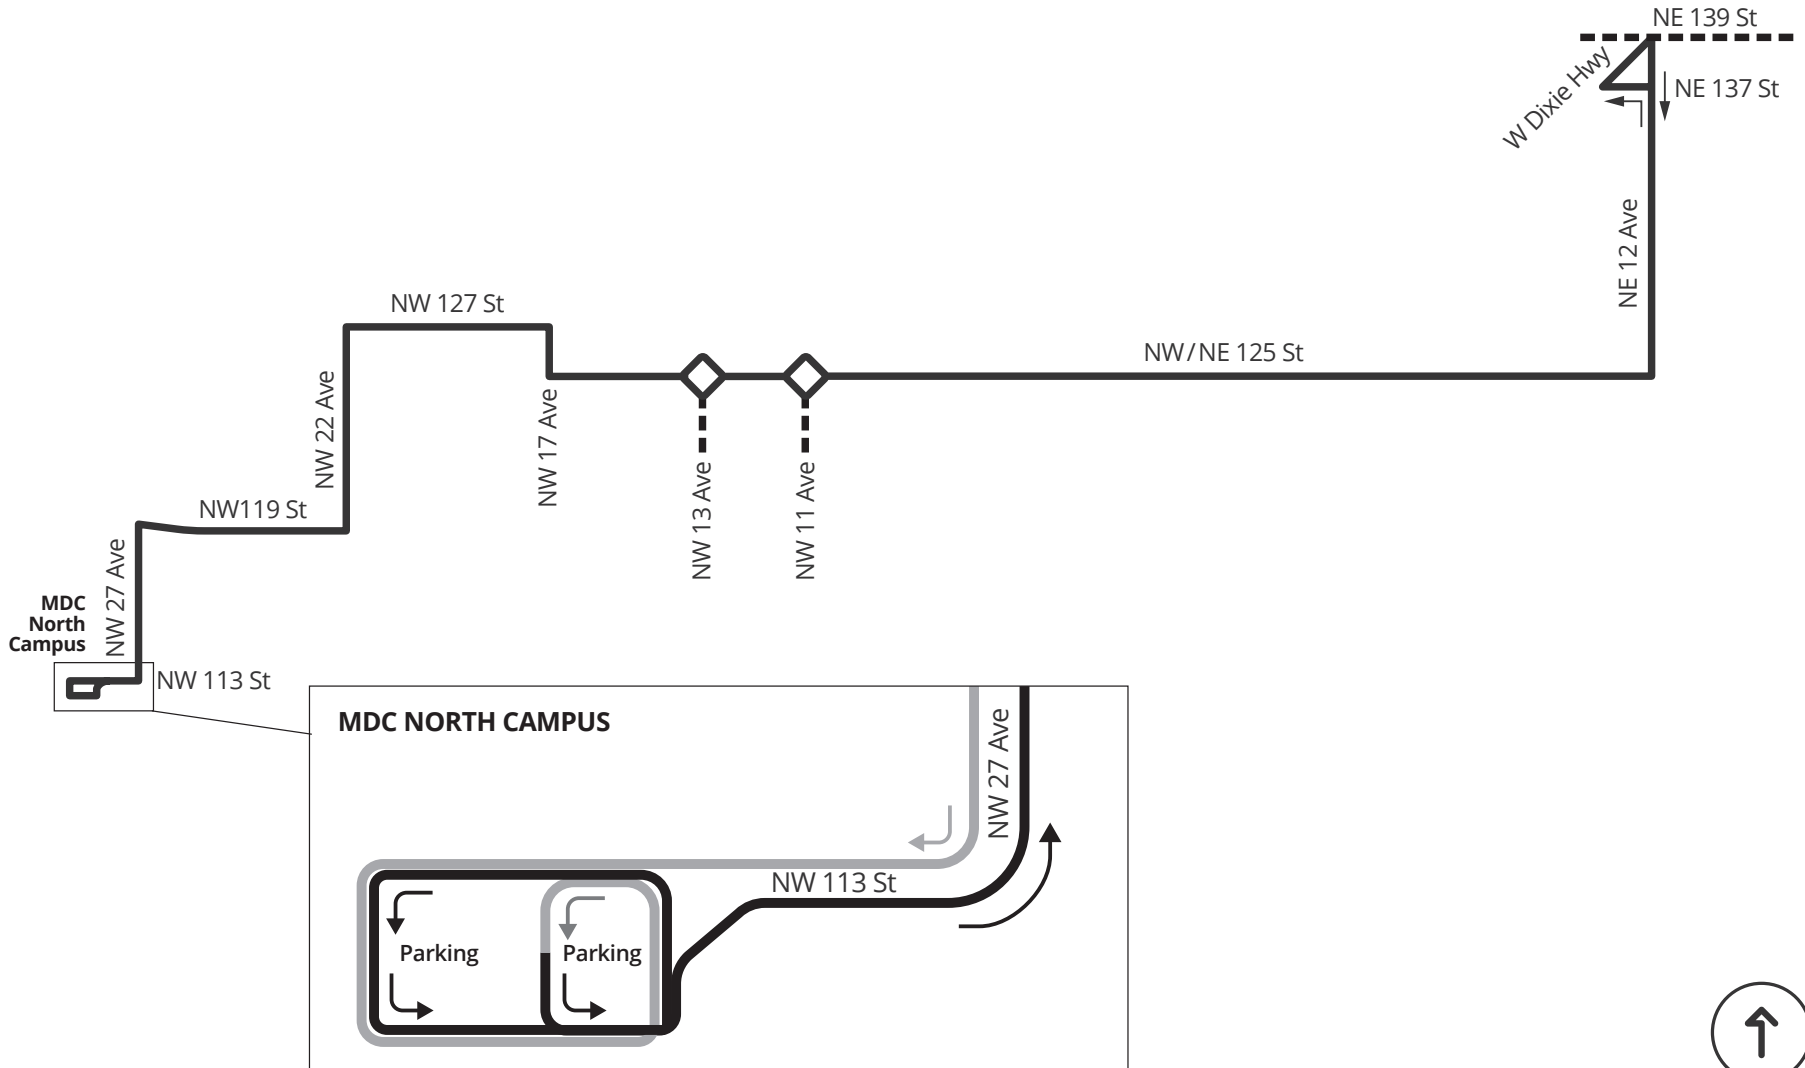 NE 139 St
W Dixie Hwy
NE 137 St
NE 12 Ave
NW 127 St
NW/NE 125 St
NW 22 Ave
NW 17 Ave
NW 13 Ave
NW 11 Ave
NW119 St
NW 27 Ave
MDC
North
Campus
NW 113 St
MDC NORTH CAMPUS
NW 27 Ave
NW 113 St
Parking
Parking